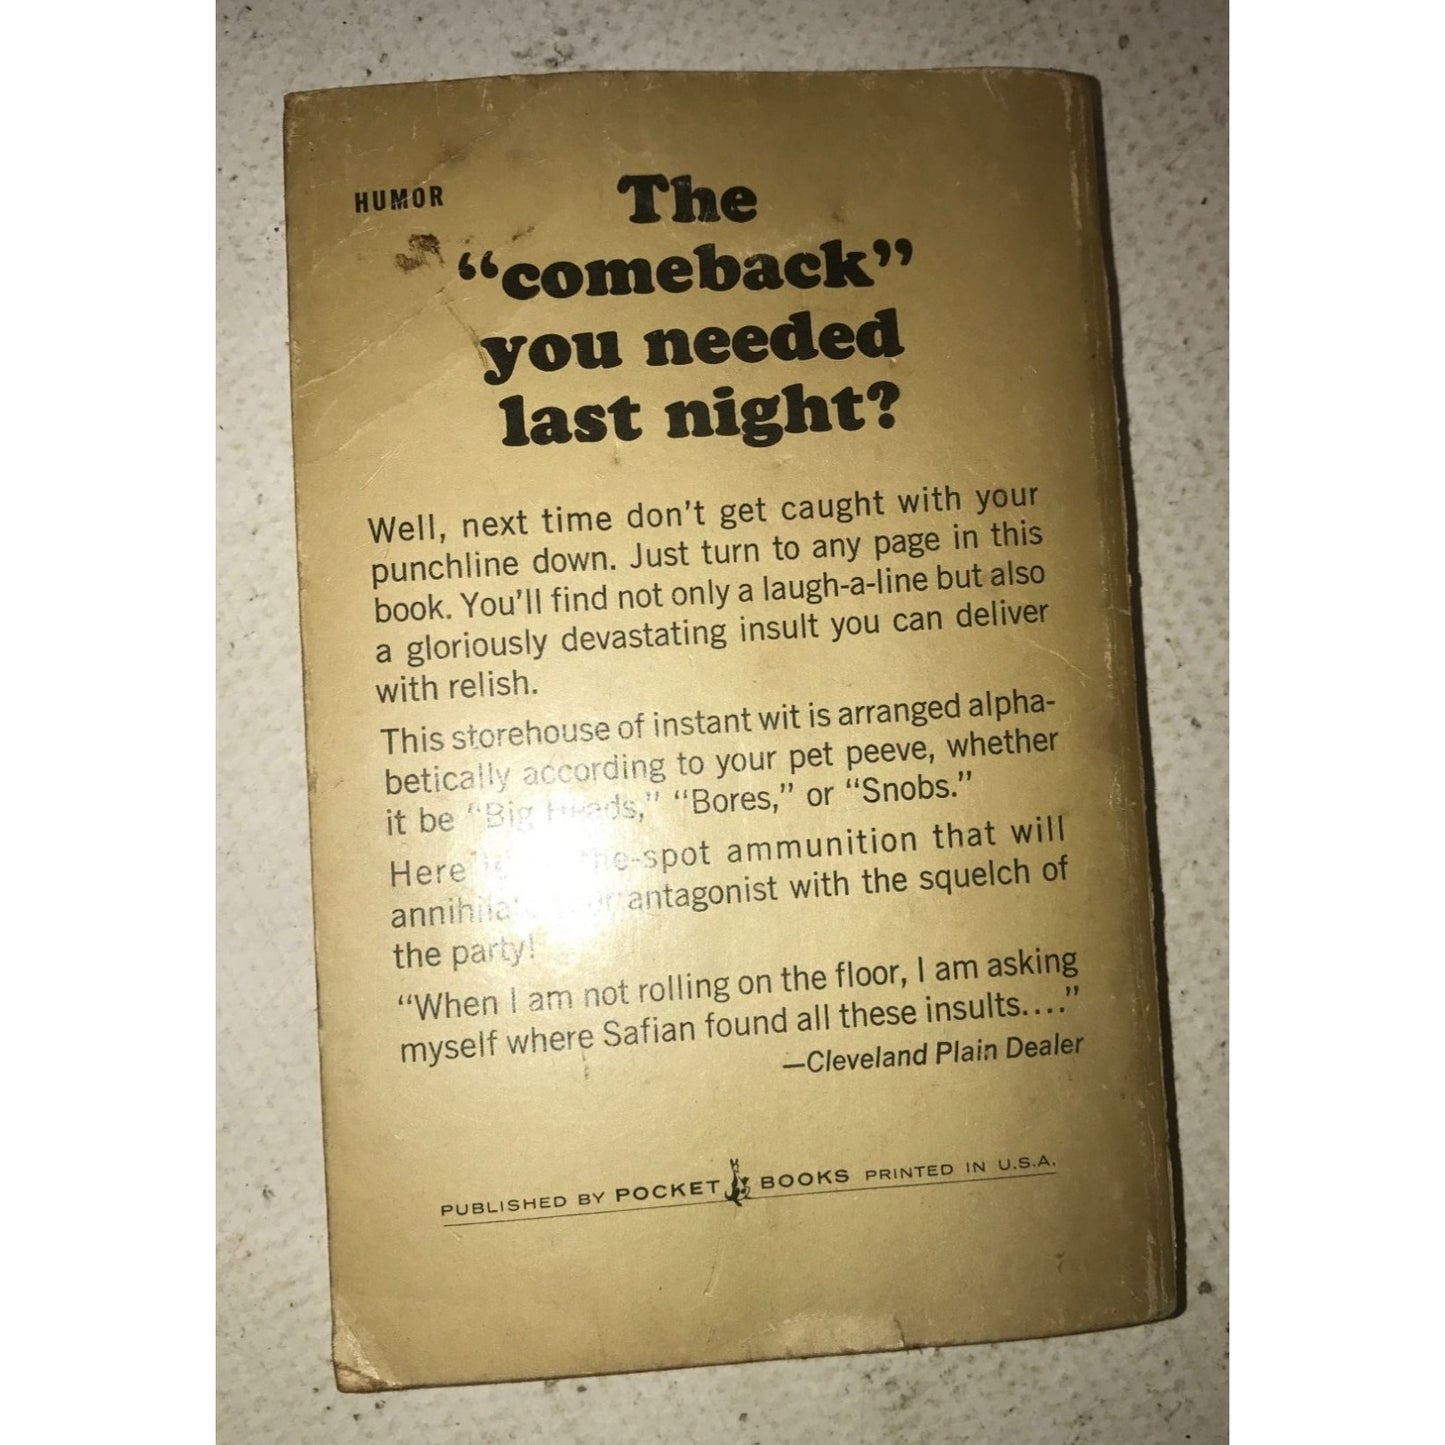 HUMOR
The
“comeback”
you needed
last night?
Well, next time don't get caught with your
punchline down. Just turn to any page in this
book. You'll find not only a laugh-a-line but also
a gloriously devastating insult you can deliver
with relish.
This storehouse of instant wit is arranged alpha-
betically according to your pet peeve, whether
it be “Big Heads,” “Bores,” or “Snobs.”
Here ammunition that will
antagonist with the squelch of
the party!
“When I am not rolling on the floor, I am asking
myself where Safian found all these insults....”
—Cleveland Plain Dealer
PUBLISHED BY POCKET BOOKS PRINTED IN U.S.A.